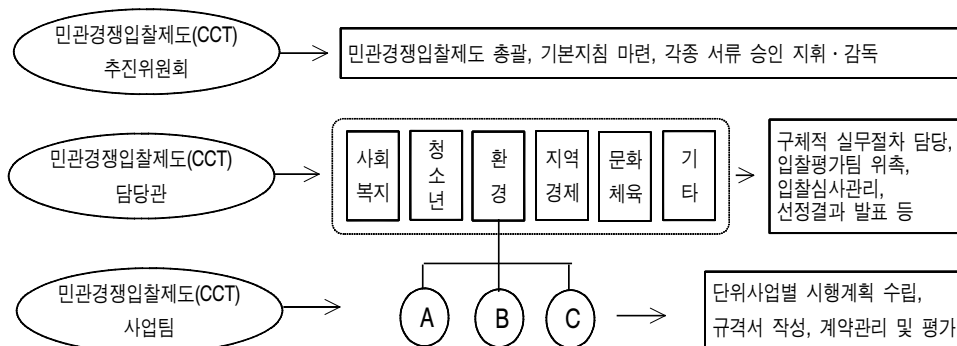 민관경쟁입찰제도(CCT)
추진위원회
민관경쟁입찰제도 총괄, 기본지침 마련, 각종 서류 승인 지휘·감독
민관경쟁입찰제도(CCT)
담당관
사회
복지
청
소
년
환
경
지역
경제
문화
체육
기
타
구체적 실무절차 담당,
입찰평가팀 위촉,
입찰심사관리,
선정결과 발표 등
민관경쟁입찰제도(CCT)
사업팀
A
B
C
단위사업별 시행계획 수립,
규격서 작성, 계약관리 및 평가